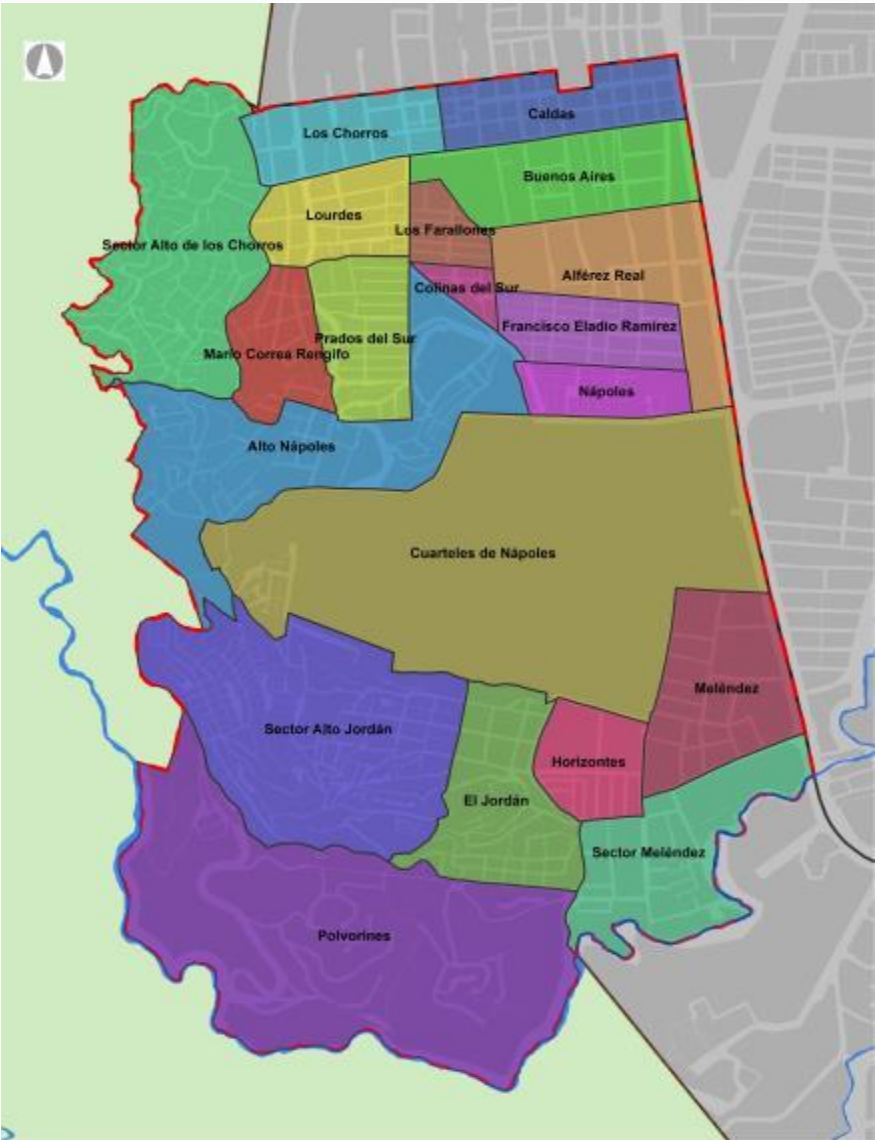 Caldas
Los Chorros
Buenos Aires
Lourdes
Los Farallones
Sector Alto de los Chorros
Alférez Real
Colinas del Sur
Francisco Eladio Ramirez
Prados del Sur
Mario Correa Rengifo
Nápoles
Alto Nápoles
Cuarteles de Nápoles
Meléndez
Sector Alto Jordán
Horizontes
El Jordán
Sector Meléndez
Polvorines